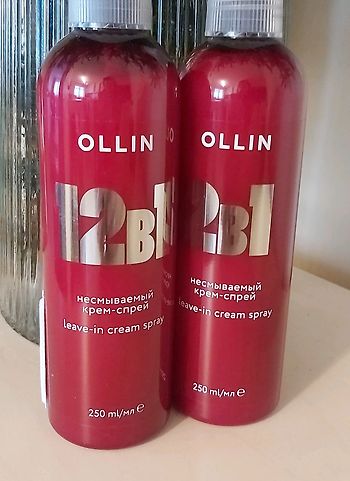 OLLIN
12В1
несмываемый
крем-спрей
leave-in cream spray
250 ml/мл ℮
OLLIN
2В1
несмываемый
крем-спрей
leave-in cream spray
250 ml/мл ℮